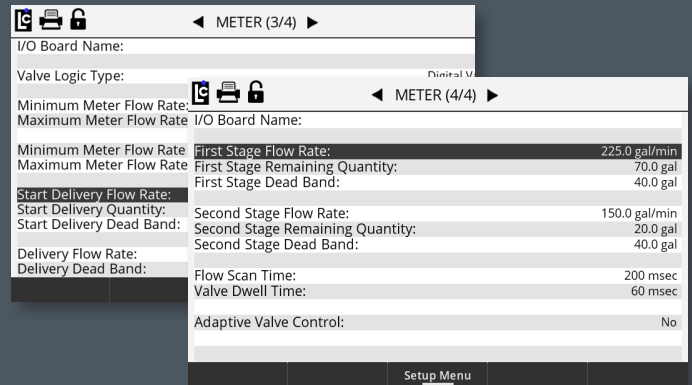 LC METER (3/4)
I/O Board Name:
Valve Logic Type: Digital
Minimum Meter Flow Rate:
Maximum Meter Flow Rate
Minimum Meter Flow Rate
Maximum Meter Flow Rate
Start Delivery Flow Rate:
Start Delivery Quantity:
Start Delivery Dead Band:
Delivery Flow Rate:
Delivery Dead Band:
LC METER (4/4)
I/O Board Name:
First Stage Flow Rate: 225.0 gal/min
First Stage Remaining Quantity: 70.0 gal
First Stage Dead Band: 40.0 gal
Second Stage Flow Rate: 150.0 gal/min
Second Stage Remaining Quantity: 20.0 gal
Second Stage Dead Band: 40.0 gal
Flow Scan Time: 200 msec
Valve Dwell Time: 60 msec
Adaptive Valve Control: No
Setup Menu